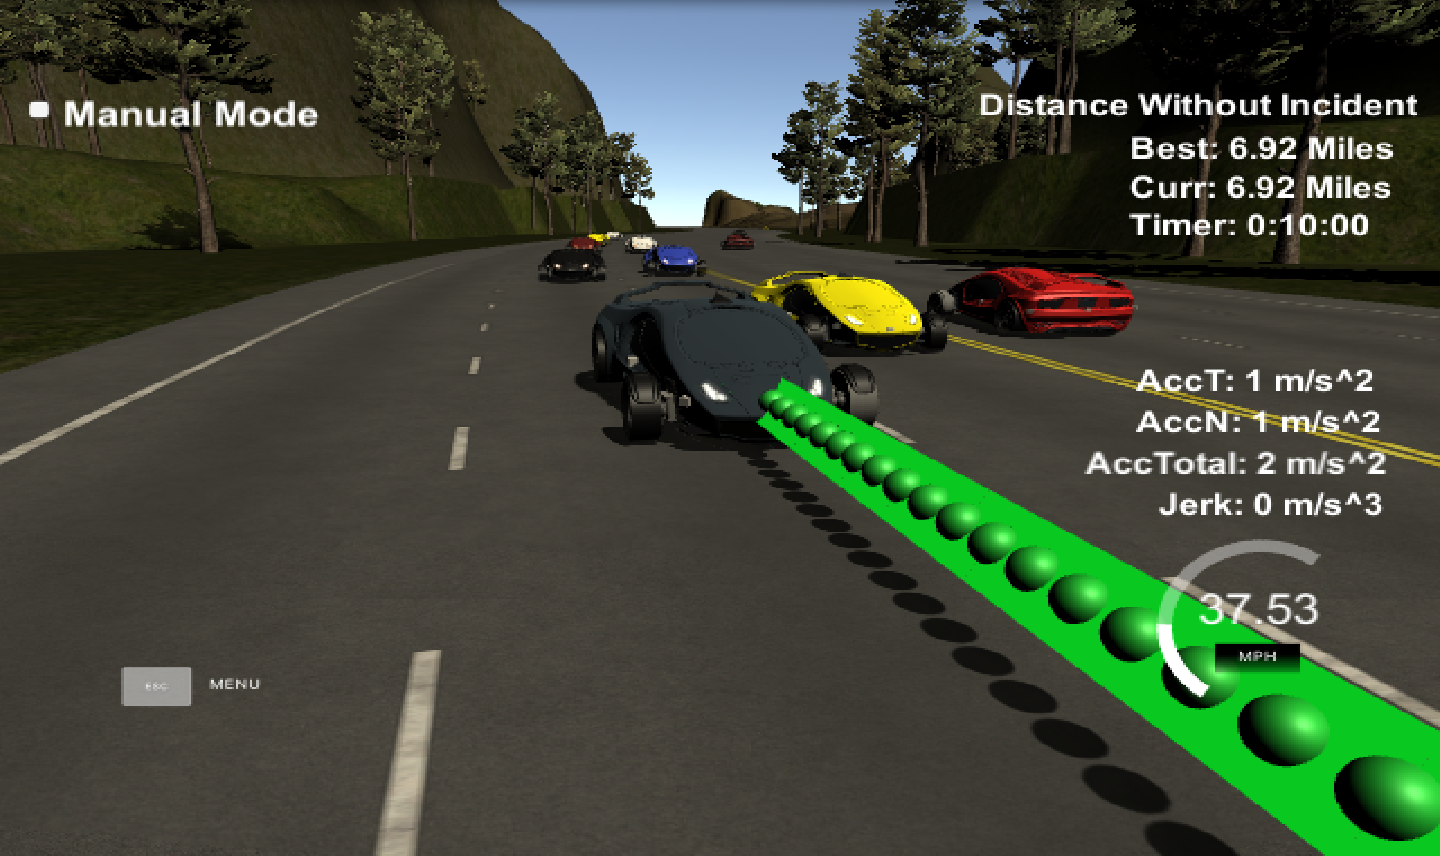 Manual Mode
Distance Without Incident
Best: 6.92 Miles
Curr: 6.92 Miles
Timer: 0:10:00
AccT: 1 m/s^2
AccN: 1 m/s^2
AccTotal: 2 m/s^2
Jerk: 0 m/s^3
37.53
MPH
ESC MENU